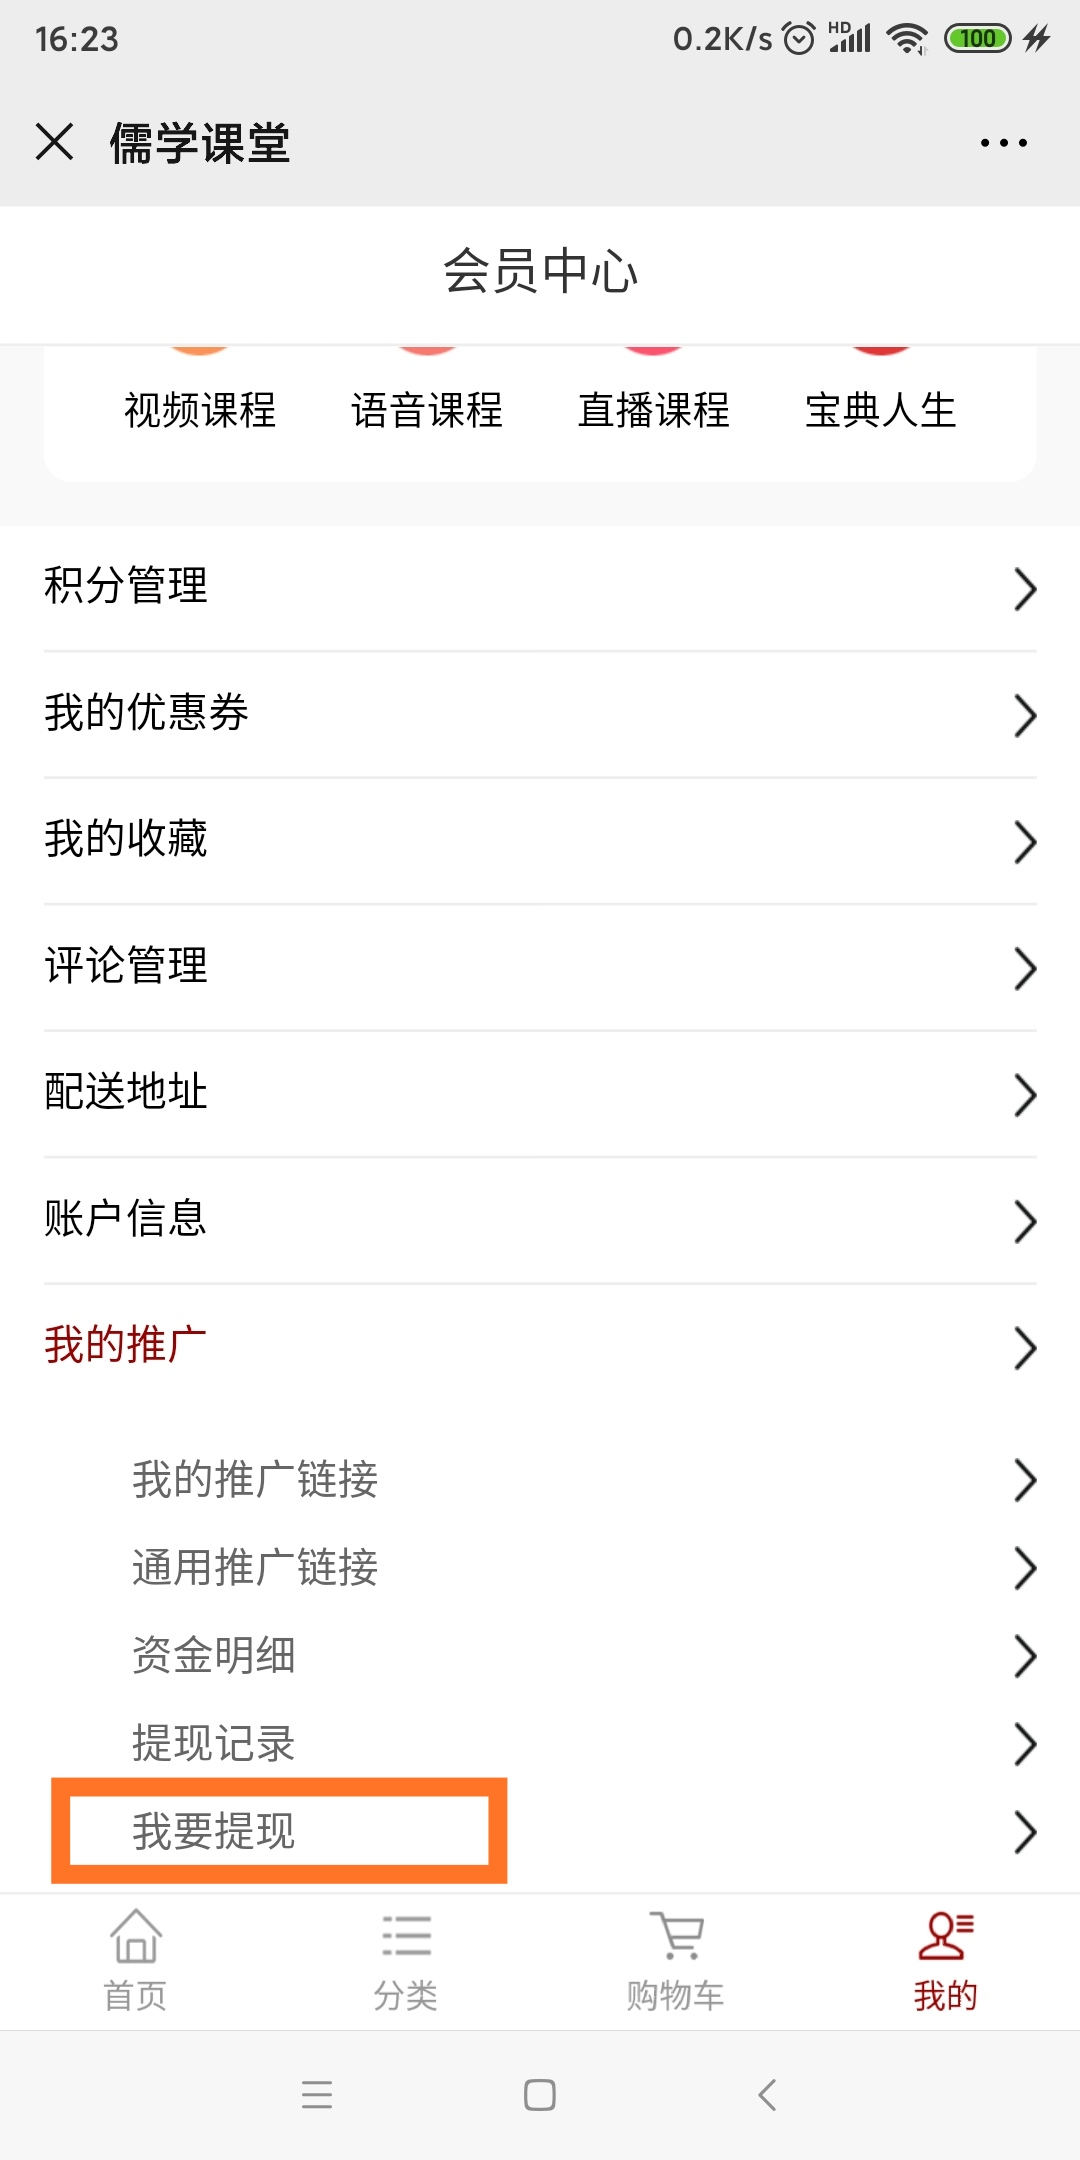 16:23 0.2K/s HD 100
儒学课堂
会员中心
视频课程 语音课程 直播课程 宝典人生
积分管理
我的优惠券
我的收藏
评论管理
配送地址
账户信息
我的推广
我的推广链接
通用推广链接
资金明细
提现记录
我要提现
首页 分类 购物车 我的